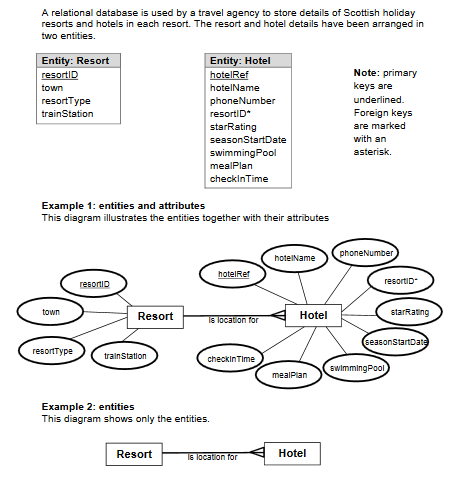 A relational database is used by a travel agency to store details of Scottish holiday
resorts and hotels in each resort. The resort and hotel details have been arranged in
two entities.
Entity: Resort
resortID
town
resortType
trainStation
Entity: Hotel
hotelRef
hotelName
phoneNumber
resortID*
starRating
seasonStartDate
swimmingPool
mealPlan
checkInTime
Note: primary
keys are
underlined.
Foreign keys
are marked
with an
asterisk.
Example 1: entities and attributes
This diagram illustrates the entities together with their attributes
resortID
town
resortType
trainStation
Resort
is location for
Hotel
hotelRef
hotelName
phoneNumber
resortID*
starRating
seasonStartDate
swimmingPool
mealPlan
checkInTime
Example 2: entities
This diagram shows only the entities.
Resort
is location for
Hotel